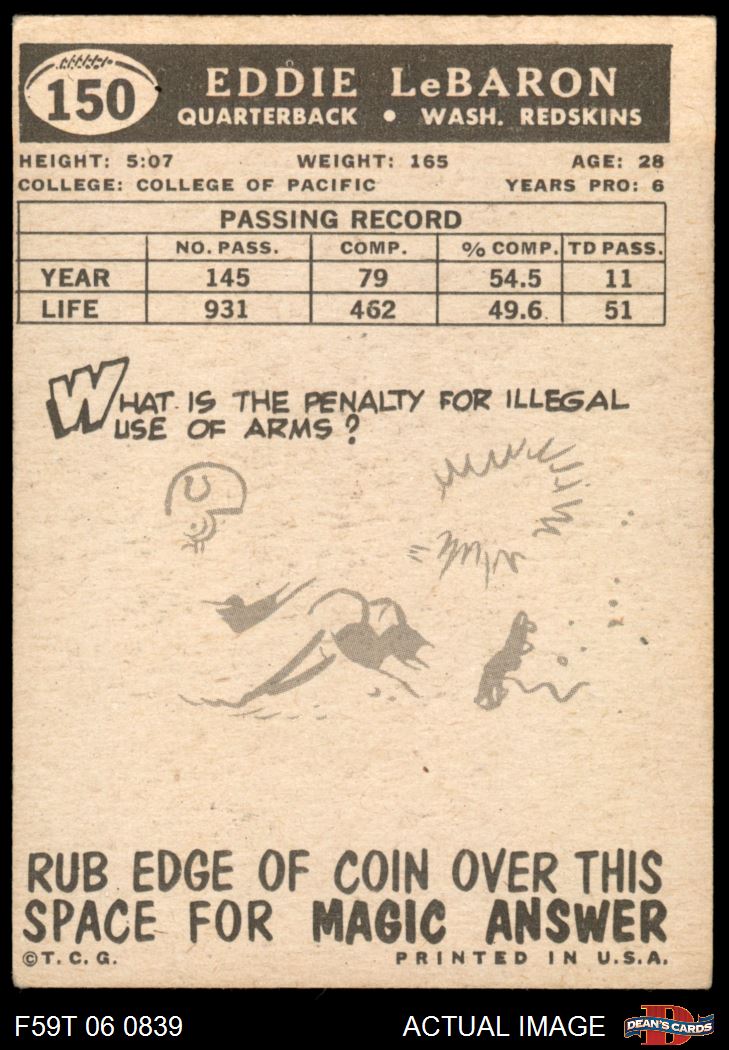 150
EDDIE LeBARON
QUARTERBACK • WASH. REDSKINS
HEIGHT: 5:07 WEIGHT: 165 AGE: 28
COLLEGE: COLLEGE OF PACIFIC YEARS PRO: 6
PASSING RECORD
NO. PASS. COMP. % COMP. TD PASS.
YEAR 145 79 54.5 11
LIFE 931 462 49.6 51
WHAT IS THE PENALTY FOR ILLEGAL
USE OF ARMS?
RUB EDGE OF COIN OVER THIS
SPACE FOR MAGIC ANSWER
©T. C. G. PRINTED IN U.S.A.
F59T 06 0839 ACTUAL IMAGE
D
DEAN'S CARDS